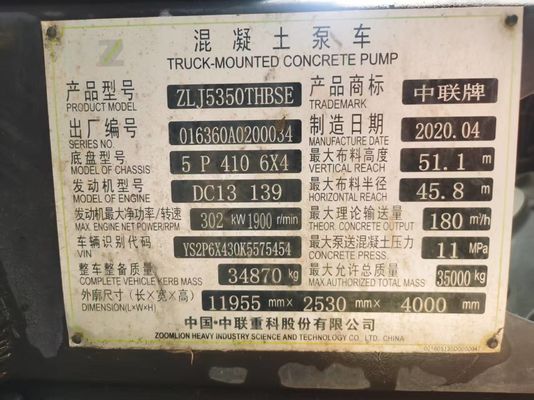 混凝土泵车
TRUCK-MOUNTED CONCRETE PUMP
产品型号 ZLJ5350THBSE 产品商标 中联牌
PRODUCT MODEL TRADEMARK
出厂编号 016360A0200034 制造日期 2020.04
SERIES NO MANUFACTURE DATE
底盘型号 5 P 410 6X4 最大布料高度 51.1 m
MODEL OF CHASSIS VERTICAL REACH
发动机型号 DC13 139 最大布料半径 45.8 m
MODEL OF ENGINE HORIZONTAL REACH
发动机最大净功率/转速 302 kW 1900 r/min 最大理论输送量 180 m³/h
MAX. ENGINE NET POWER/RPM THEOR. CONCRETE OUTPUT
车辆识别代码 YS2P6X430K5575454 最大泵送混凝土压力 11 MPa
VIN CONCRETE PRESS.
整车整备质量 34870 kg 最大允许总质量 35000 kg
COMPLETE VEHICLE KERB MASS MAX AUTHORIZED TOTAL MASS
外廓尺寸(长×宽×高) 11955 mm× 2530 mm× 4000 mm
DIMENSION(L×W×H)
中国·中联重科股份有限公司
ZOOMLION HEAVY INDUSTRY SCIENCE AND TECHNOLOGY CO., LTD, CHINA